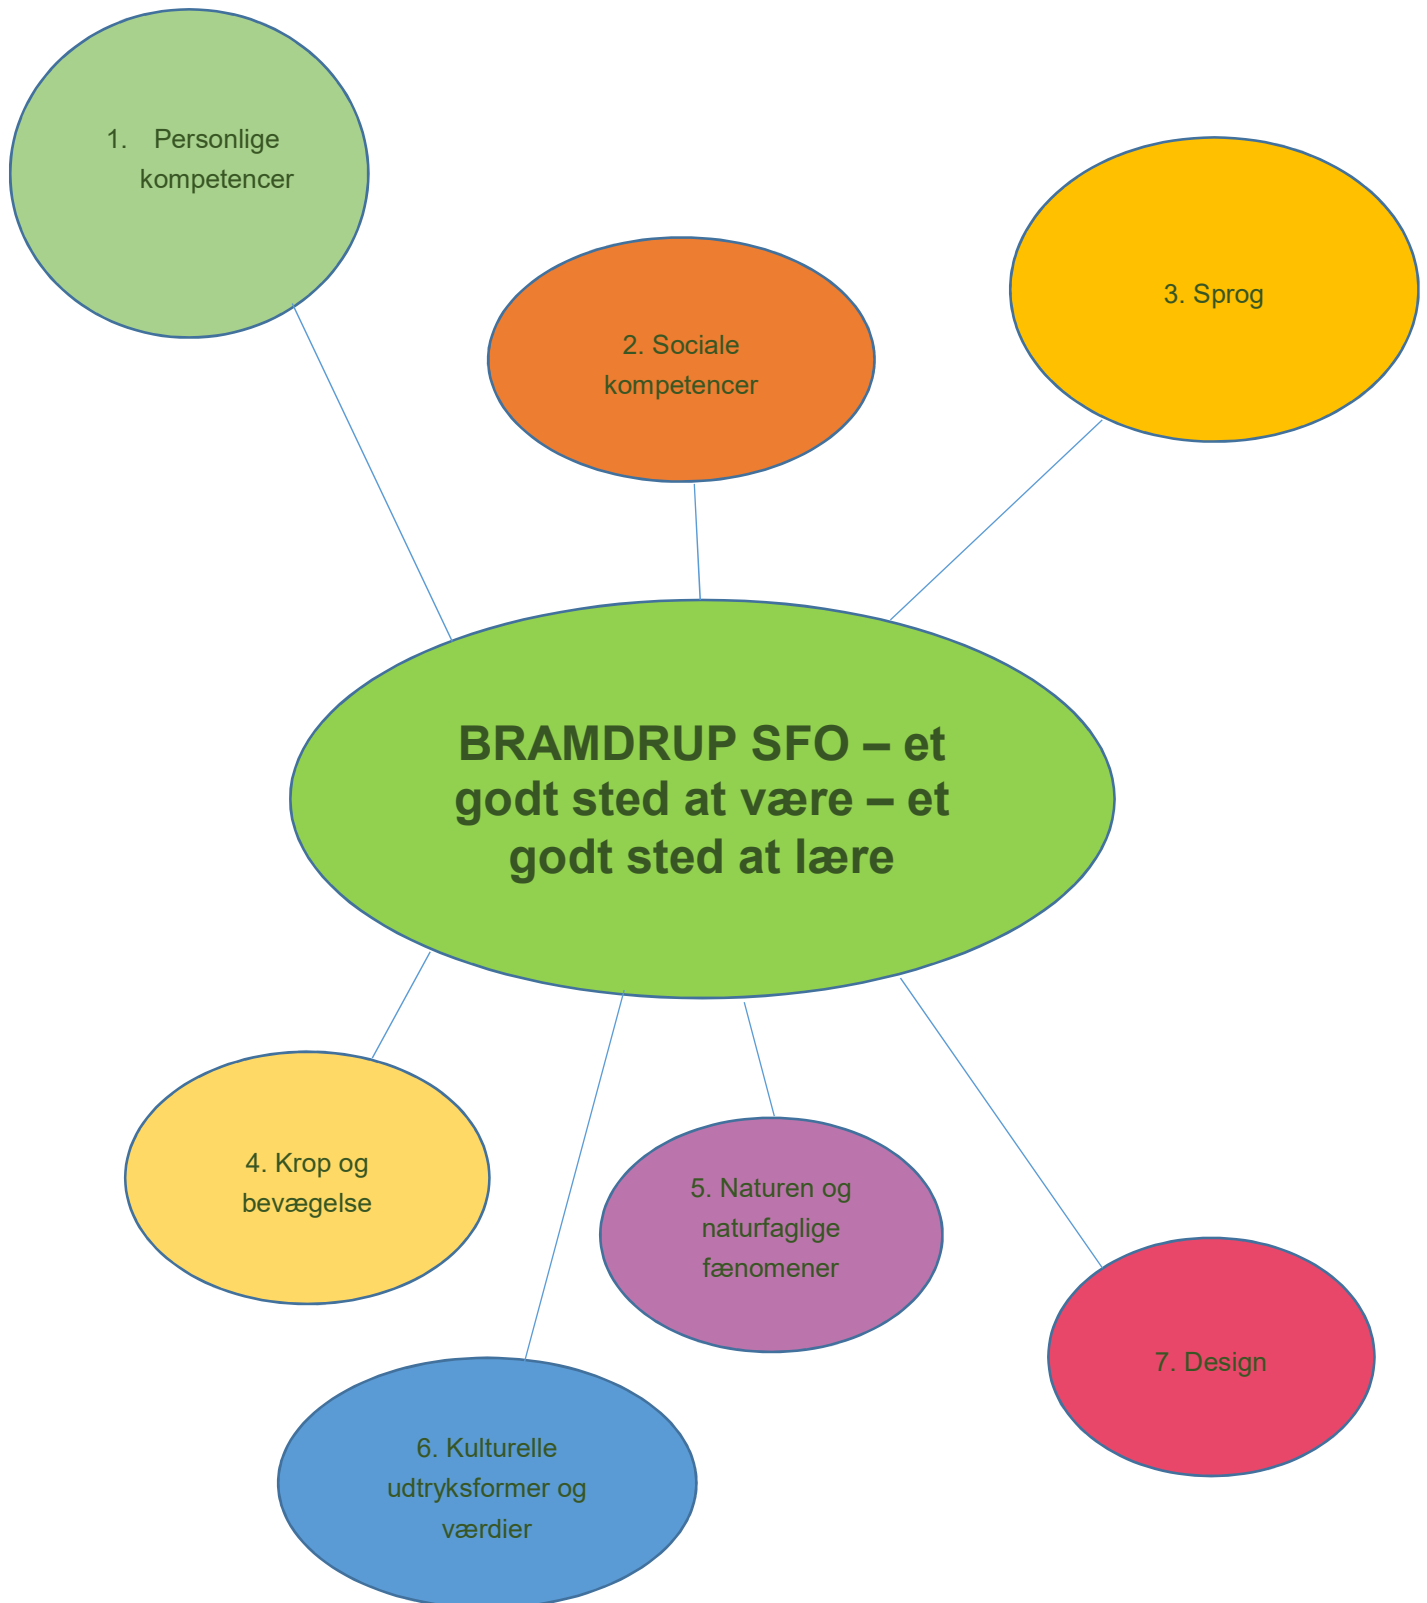 1. Personlige
kompetencer
2. Sociale
kompetencer
3. Sprog
BRAMDRUP SFO – et
godt sted at være – et
godt sted at lære
4. Krop og
bevægelse
5. Naturen og
naturfaglige
fænomener
6. Kulturelle
udtryksformer og
værdier
7. Design